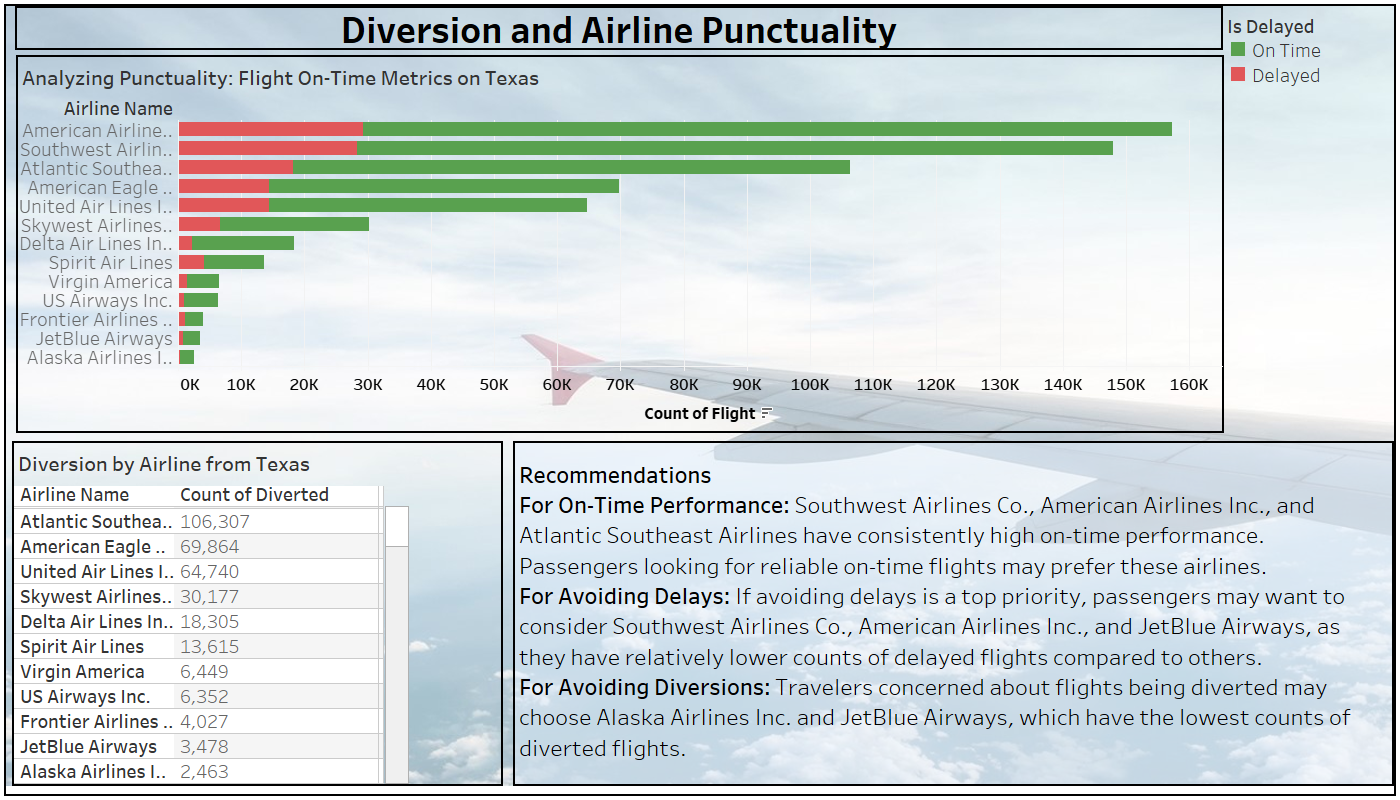 Diversion and Airline Punctuality
Is Delayed
On Time
Delayed
Analyzing Punctuality: Flight On-Time Metrics on Texas
Airline Name
American Airline..
Southwest Airlin..
Atlantic Southea..
American Eagle ..
United Air Lines I..
Skywest Airlines..
Delta Air Lines In..
Spirit Air Lines
Virgin America
US Airways Inc.
Frontier Airlines ..
JetBlue Airways
Alaska Airlines I..
0K 10K 20K 30K 40K 50K 60K 70K 80K 90K 100K 110K 120K 130K 140K 150K 160K
Count of Flight
Diversion by Airline from Texas
Airline Name Count of Diverted
Atlantic Southea.. 106,307
American Eagle .. 69,864
United Air Lines I.. 64,740
Skywest Airlines.. 30,177
Delta Air Lines In.. 18,305
Spirit Air Lines 13,615
Virgin America 6,449
US Airways Inc. 6,352
Frontier Airlines .. 4,027
JetBlue Airways 3,478
Alaska Airlines I.. 2,463
Recommendations
For On-Time Performance: Southwest Airlines Co., American Airlines Inc., and
Atlantic Southeast Airlines have consistently high on-time performance.
Passengers looking for reliable on-time flights may prefer these airlines.
For Avoiding Delays: If avoiding delays is a top priority, passengers may want to
consider Southwest Airlines Co., American Airlines Inc., and JetBlue Airways, as
they have relatively lower counts of delayed flights compared to others.
For Avoiding Diversions: Travelers concerned about flights being diverted may
choose Alaska Airlines Inc. and JetBlue Airways, which have the lowest counts of
diverted flights.